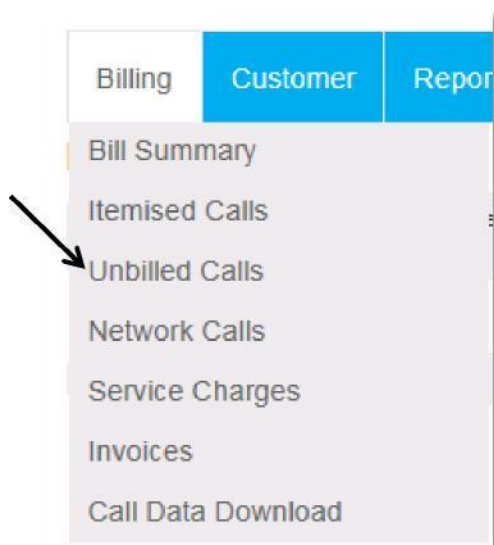 Billing Customer Repor
Bill Summary
Itemised Calls
Unbilled Calls
Network Calls
Service Charges
Invoices
Call Data Download